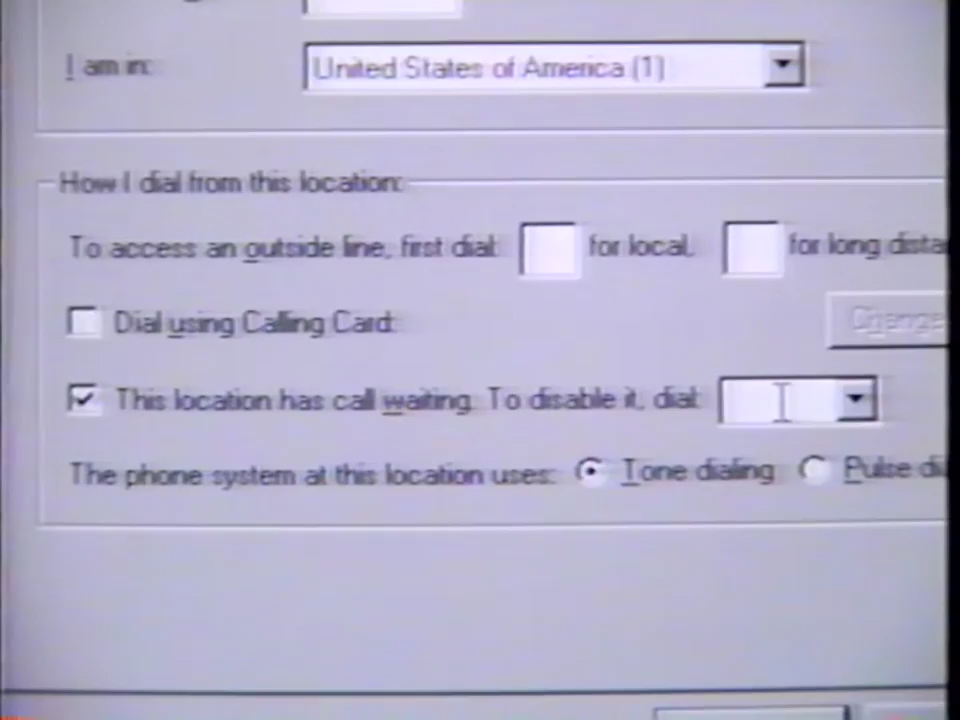 I am in:
United States of America (1)
How I dial from this location:
To access an outside line, first dial: for local, for long dista
Dial using Calling Card:
Change
This location has call waiting. To disable it, dial:
The phone system at this location uses: Tone dialing Pulse di